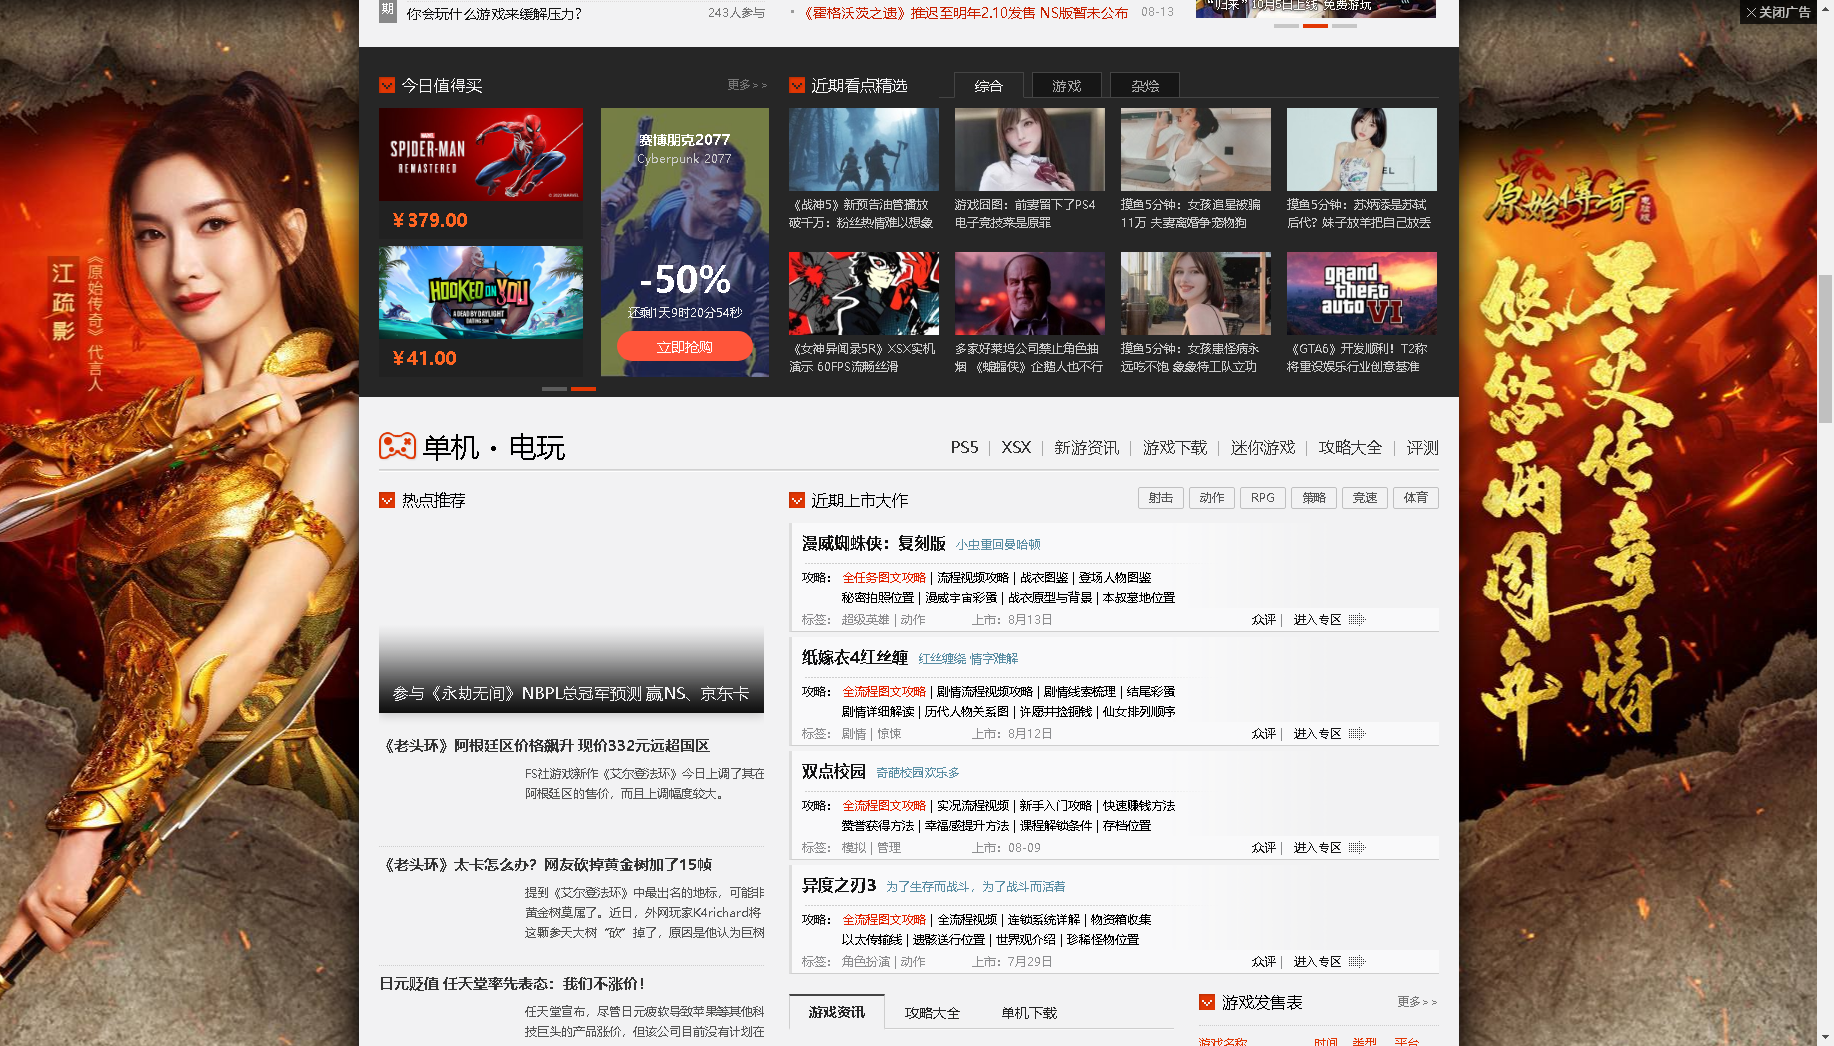 期
你会玩什么游戏来缓解压力?
243人参与
《霍格沃茨之遗》推迟至明年2.10发售 NS版暂未公布
08-13
“归来”10月5日上线 免费游玩
关闭广告
今日值得买
更多>>
MARVEL
SPIDER-MAN
REMASTERED
¥379.00
HOOKED ON YOU
A DEAD BY DAYLIGHT
DATING SIM
¥41.00
赛博朋克2077
Cyberpunk 2077
-50%
还剩1天9时20分54秒
立即抢购
近期看点精选
综合
游戏
杂烩
《战神5》新预告油管播放
破千万：粉丝热情难以想象
游戏囧图：前妻留下了PS4
电子竞技菜是原罪
摸鱼5分钟：女孩追星被骗
11万 夫妻离婚争宠物狗
摸鱼5分钟：苏炳添是苏轼
后代？妹子放羊把自己放丢
《女神异闻录5R》XSX实机
演示 60FPS流畅丝滑
多家好莱坞公司禁止角色抽
烟 《蝙蝠侠》企鹅人也不行
摸鱼5分钟：女孩患怪病永
远吃不饱 象象特工队立功
grand
theft
auto VI
《GTA6》开发顺利！T2称
将重设娱乐行业创意基准
江疏影
《原始传奇》代言人
原始傳奇
电脑版
不一定传奇情
悠悠两周年
单机·电玩
PS5
XSX
新游资讯
游戏下载
迷你游戏
攻略大全
评测
热点推荐
参与《永劫无间》NBPL总冠军预测 赢NS、京东卡
《老头环》阿根廷区价格飙升 现价332元远超国区
FS社游戏新作《艾尔登法环》今日上调了其在
阿根廷区的售价，而且上调幅度较大。
《老头环》太卡怎么办？网友砍掉黄金树加了15帧
提到《艾尔登法环》中最出名的地标，可能非
黄金树莫属了。近日，外网玩家K4richard将
这颗参天大树“砍”掉了，原因是他认为巨树
日元贬值 任天堂率先表态：我们不涨价！
任天堂宣布，尽管日元疲软导致苹果等其他科
技巨头的产品涨价，但该公司目前没有计划在
近期上市大作
射击
动作
RPG
策略
竞速
体育
漫威蜘蛛侠：复刻版 小虫重回曼哈顿
攻略： 全任务图文攻略 | 流程视频攻略 | 战衣图鉴 | 登场人物图鉴
秘密拍照位置 | 漫威宇宙彩蛋 | 战衣原型与背景 | 本叔墓地位置
标签： 超级英雄 | 动作 上市：8月13日 众评 | 进入专区
纸嫁衣4红丝缠 红丝缠绕 情字难解
攻略： 全流程图文攻略 | 剧情流程视频攻略 | 剧情线索梳理 | 结尾彩蛋
剧情详细解读 | 历代人物关系图 | 许愿井捡铜钱 | 仙女排列顺序
标签： 剧情 | 惊悚 上市：8月12日 众评 | 进入专区
双点校园 奇葩校园欢乐多
攻略： 全流程图文攻略 | 实况流程视频 | 新手入门攻略 | 快速赚钱方法
赞誉获得方法 | 幸福感提升方法 | 课程解锁条件 | 存档位置
标签： 模拟 | 管理 上市：08-09 众评 | 进入专区
异度之刃3 为了生存而战斗，为了战斗而活着
攻略： 全流程图文攻略 | 全流程视频 | 连锁系统详解 | 物资箱收集
以太传输线 | 遗骸送行位置 | 世界观介绍 | 珍稀怪物位置
标签： 角色扮演 | 动作 上市：7月29日 众评 | 进入专区
游戏资讯
攻略大全
单机下载
游戏发售表
更多>>
游戏名称 时间 类型 平台